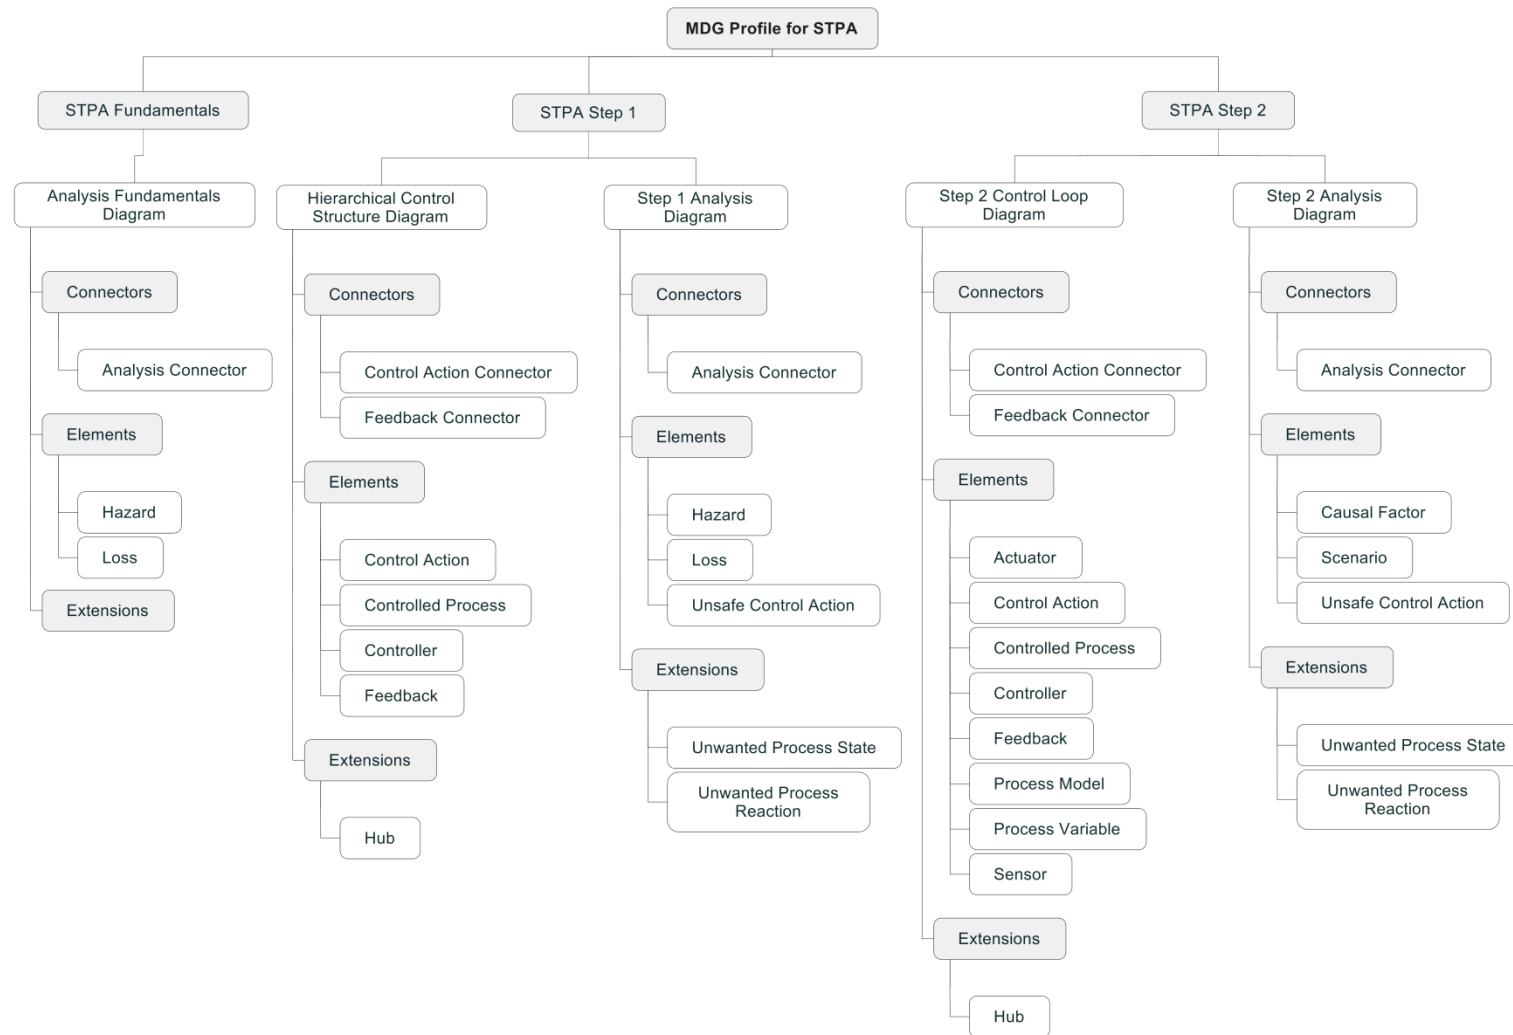 MDG Profile for STPA
STPA Fundamentals
STPA Step 1
STPA Step 2
Analysis Fundamentals
Diagram
Hierarchical Control
Structure Diagram
Step 1 Analysis
Diagram
Step 2 Control Loop
Diagram
Step 2 Analysis
Diagram
Connectors
Analysis Connector
Elements
Hazard
Loss
Extensions
Connectors
Control Action Connector
Feedback Connector
Elements
Control Action
Controlled Process
Controller
Feedback
Extensions
Hub
Connectors
Analysis Connector
Elements
Hazard
Loss
Unsafe Control Action
Extensions
Unwanted Process State
Unwanted Process
Reaction
Connectors
Control Action Connector
Feedback Connector
Elements
Actuator
Control Action
Controlled Process
Controller
Feedback
Process Model
Process Variable
Sensor
Extensions
Hub
Connectors
Analysis Connector
Elements
Causal Factor
Scenario
Unsafe Control Action
Extensions
Unwanted Process State
Unwanted Process
Reaction